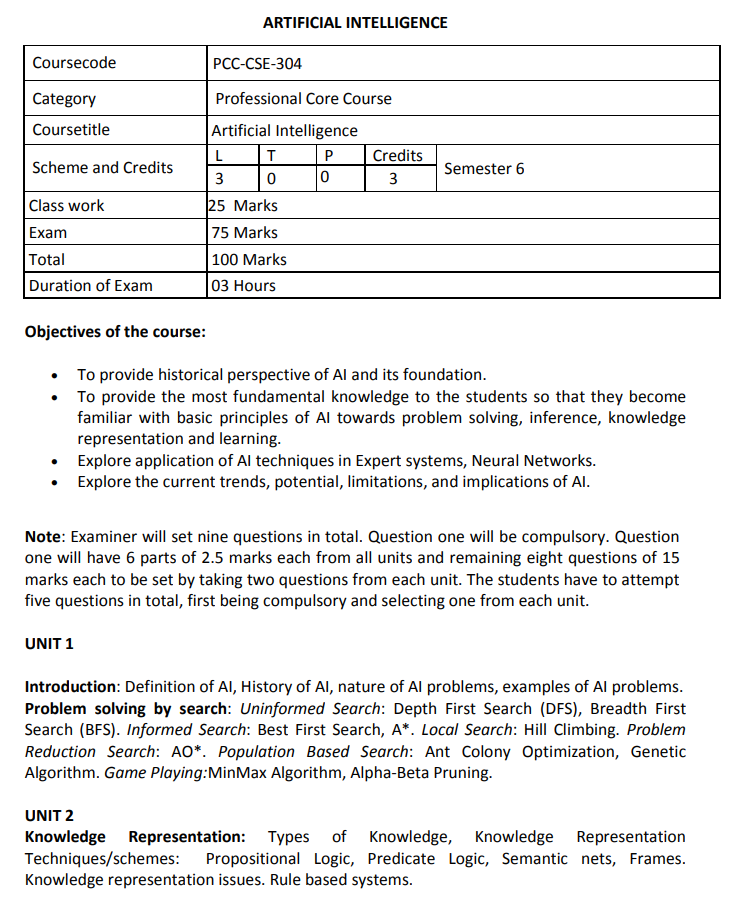 ARTIFICIAL INTELLIGENCE
Coursecode PCC-CSE-304
Category Professional Core Course
Coursetitle Artificial Intelligence
Scheme and Credits L T P Credits Semester 6
3 0 0 3
Class work 25 Marks
Exam 75 Marks
Total 100 Marks
Duration of Exam 03 Hours
Objectives of the course:
• To provide historical perspective of AI and its foundation.
• To provide the most fundamental knowledge to the students so that they become
familiar with basic principles of AI towards problem solving, inference, knowledge
representation and learning.
• Explore application of AI techniques in Expert systems, Neural Networks.
• Explore the current trends, potential, limitations, and implications of AI.
Note: Examiner will set nine questions in total. Question one will be compulsory. Question
one will have 6 parts of 2.5 marks each from all units and remaining eight questions of 15
marks each to be set by taking two questions from each unit. The students have to attempt
five questions in total, first being compulsory and selecting one from each unit.
UNIT 1
Introduction: Definition of AI, History of AI, nature of AI problems, examples of AI problems.
Problem solving by search: Uninformed Search: Depth First Search (DFS), Breadth First
Search (BFS). Informed Search: Best First Search, A*. Local Search: Hill Climbing. Problem
Reduction Search: AO*. Population Based Search: Ant Colony Optimization, Genetic
Algorithm. Game Playing:MinMax Algorithm, Alpha-Beta Pruning.
UNIT 2
Knowledge Representation: Types of Knowledge, Knowledge Representation
Techniques/schemes: Propositional Logic, Predicate Logic, Semantic nets, Frames.
Knowledge representation issues. Rule based systems.